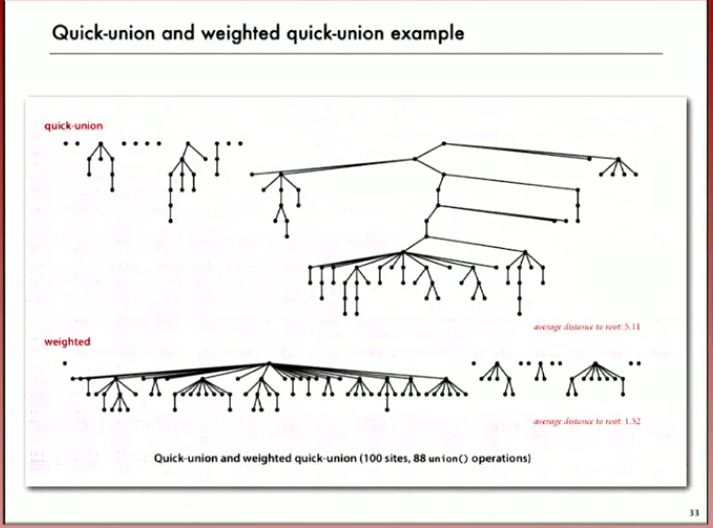 Quick-union and weighted quick-union example
quick-union
average distance to root: 5.11
weighted
average distance to root: 1.52
Quick-union and weighted quick-union (100 sites, 88 union() operations)
33